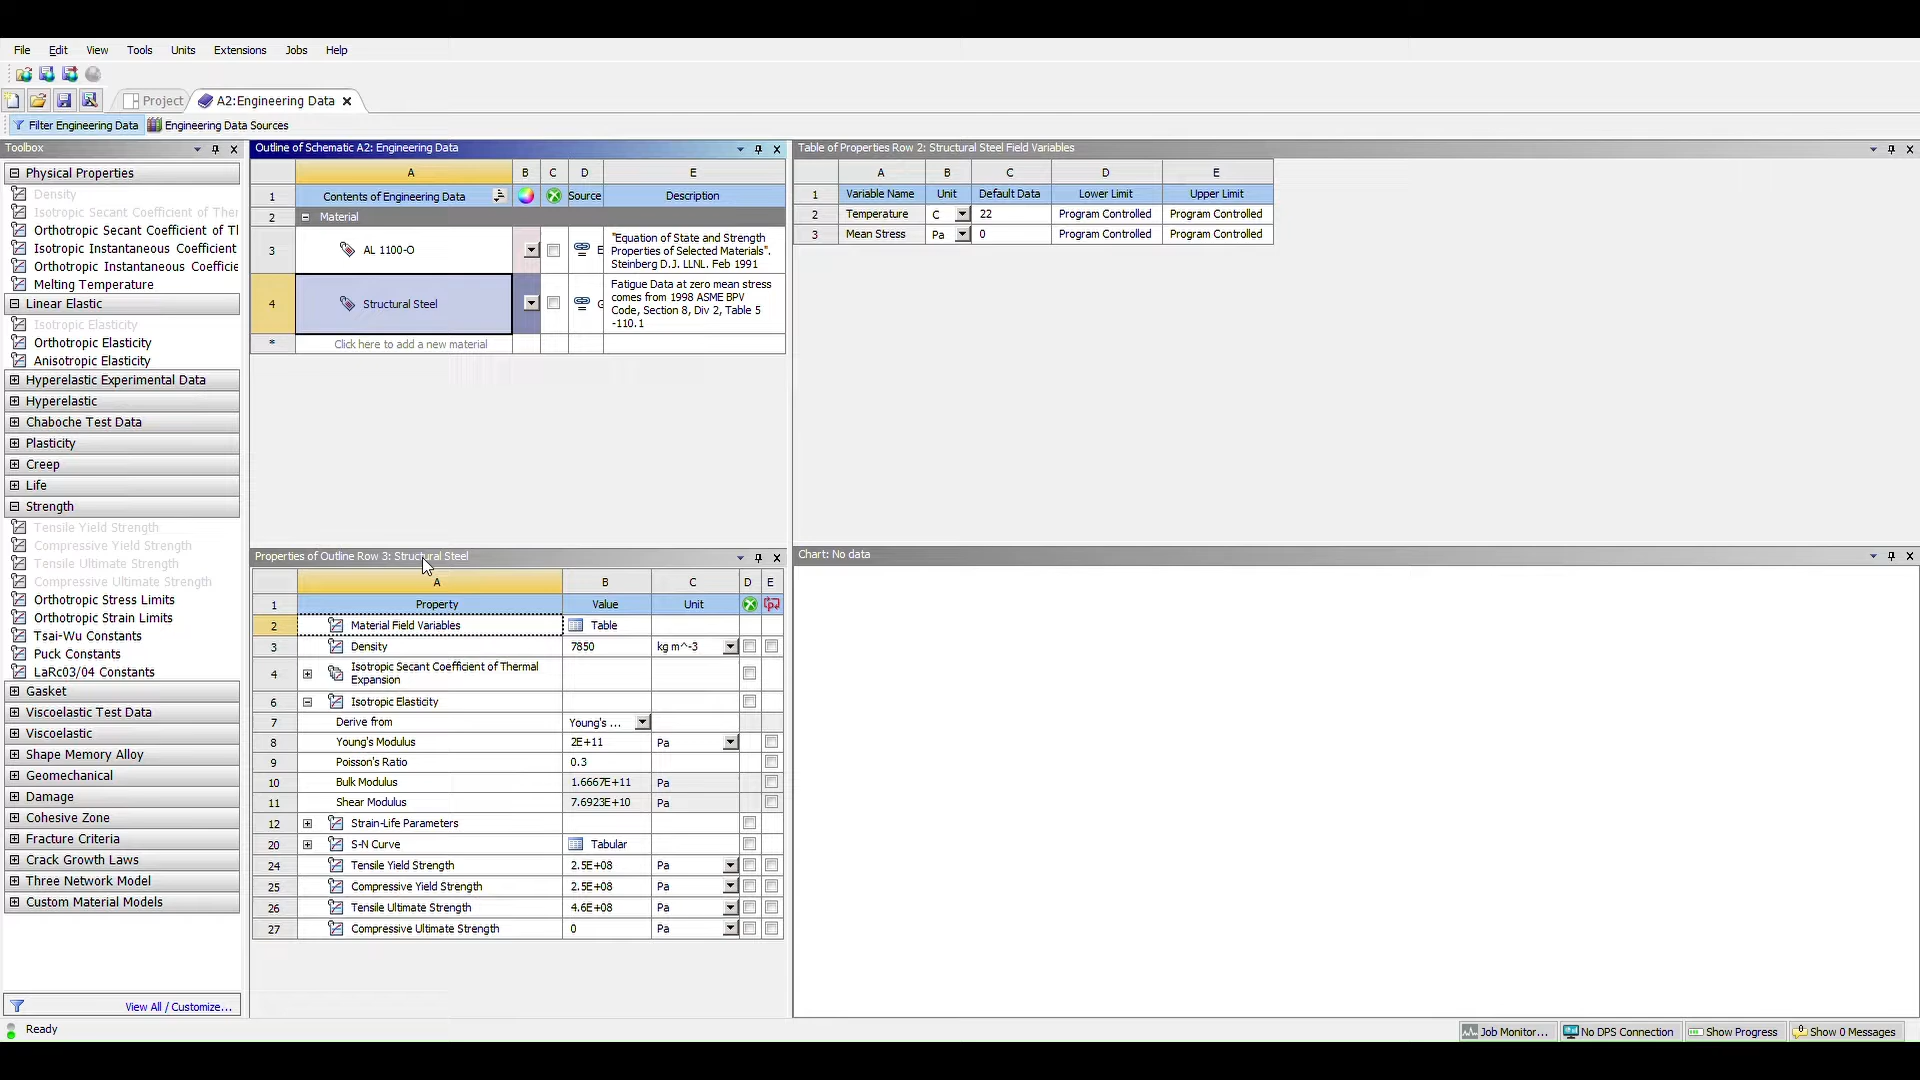 File Edit View Tools Units Extensions Jobs Help
Project A2:Engineering Data
Filter Engineering Data Engineering Data Sources
Toolbox
Physical Properties
Density
Isotropic Secant Coefficient of Ther
Orthotropic Secant Coefficient of Tl
Isotropic Instantaneous Coefficient
Orthotropic Instantaneous Coefficie
Melting Temperature
Linear Elastic
Isotropic Elasticity
Orthotropic Elasticity
Anisotropic Elasticity
Hyperelastic Experimental Data
Hyperelastic
Chaboche Test Data
Plasticity
Creep
Life
Strength
Tensile Yield Strength
Compressive Yield Strength
Tensile Ultimate Strength
Compressive Ultimate Strength
Orthotropic Stress Limits
Orthotropic Strain Limits
Tsai-Wu Constants
Puck Constants
LaRc03/04 Constants
Gasket
Viscoelastic Test Data
Viscoelastic
Shape Memory Alloy
Geomechanical
Damage
Cohesive Zone
Fracture Criteria
Crack Growth Laws
Three Network Model
Custom Material Models
View All / Customize...
Outline of Schematic A2: Engineering Data
A B C D E
1 Contents of Engineering Data Source Description
2 Material
3 AL 1100-O E "Equation of State and Strength
Properties of Selected Materials".
Steinberg D.J. LLNL. Feb 1991
4 Structural Steel G Fatigue Data at zero mean stress
comes from 1998 ASME BPV
Code, Section 8, Div 2, Table 5
-110.1
* Click here to add a new material
Properties of Outline Row 3: Structural Steel
A B C D E
1 Property Value Unit
2 Material Field Variables Table
3 Density 7850 kg m^-3
4 Isotropic Secant Coefficient of Thermal
Expansion
6 Isotropic Elasticity
7 Derive from Young's ...
8 Young's Modulus 2E+11 Pa
9 Poisson's Ratio 0.3
10 Bulk Modulus 1.6667E+11 Pa
11 Shear Modulus 7.6923E+10 Pa
12 Strain-Life Parameters
20 S-N Curve Tabular
24 Tensile Yield Strength 2.5E+08 Pa
25 Compressive Yield Strength 2.5E+08 Pa
26 Tensile Ultimate Strength 4.6E+08 Pa
27 Compressive Ultimate Strength 0 Pa
Table of Properties Row 2: Structural Steel Field Variables
A B C D E
1 Variable Name Unit Default Data Lower Limit Upper Limit
2 Temperature C 22 Program Controlled Program Controlled
3 Mean Stress Pa 0 Program Controlled Program Controlled
Chart: No data
Ready
Job Monitor... No DPS Connection Show Progress Show 0 Messages